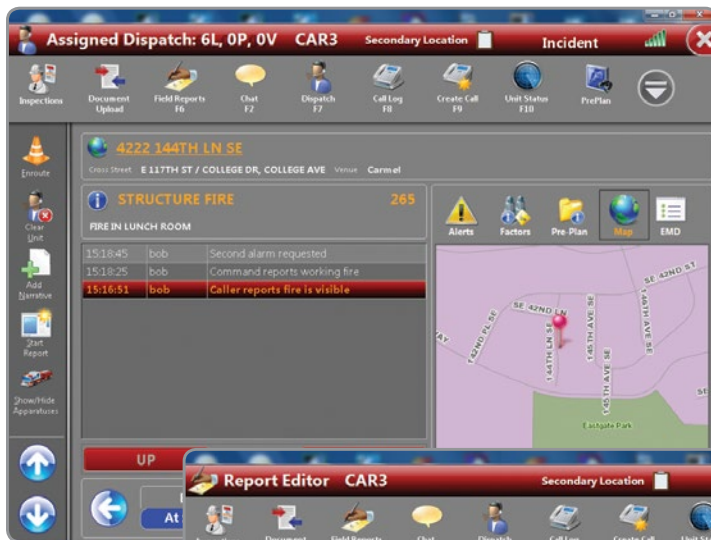 Assigned Dispatch: 6L, 0P, 0V CAR3 Secondary Location Incident
Inspections
Document Upload
Field Reports F6
Chat F2
Dispatch F7
Call Log F8
Create Call F9
Unit Status F10
PrePlan
Enroute
Clear Unit
Add Narrative
Start Report
Show/Hide Apparatuses
4222 144TH LN SE
Cross Street E 117TH ST / COLLEGE DR, COLLEGE AVE Venue Carmel
STRUCTURE FIRE 265
FIRE IN LUNCH ROOM
15:18:45 bob Second alarm requested
15:18:25 bob Command reports working fire
15:16:51 bob Caller reports fire is visible
Alerts
Factors
Pre-Plan
Map
EMD
SE 42ND ST
SE 42ND LN
142ND PL SE
144TH LN SE
145TH AVE SE
146TH AVE SE
145TH AVE SE
Eastgate Park
UP
At
Report Editor CAR3 Secondary Location
Document
Field Reports
Chat
Dispatch
Call Log
Create Call